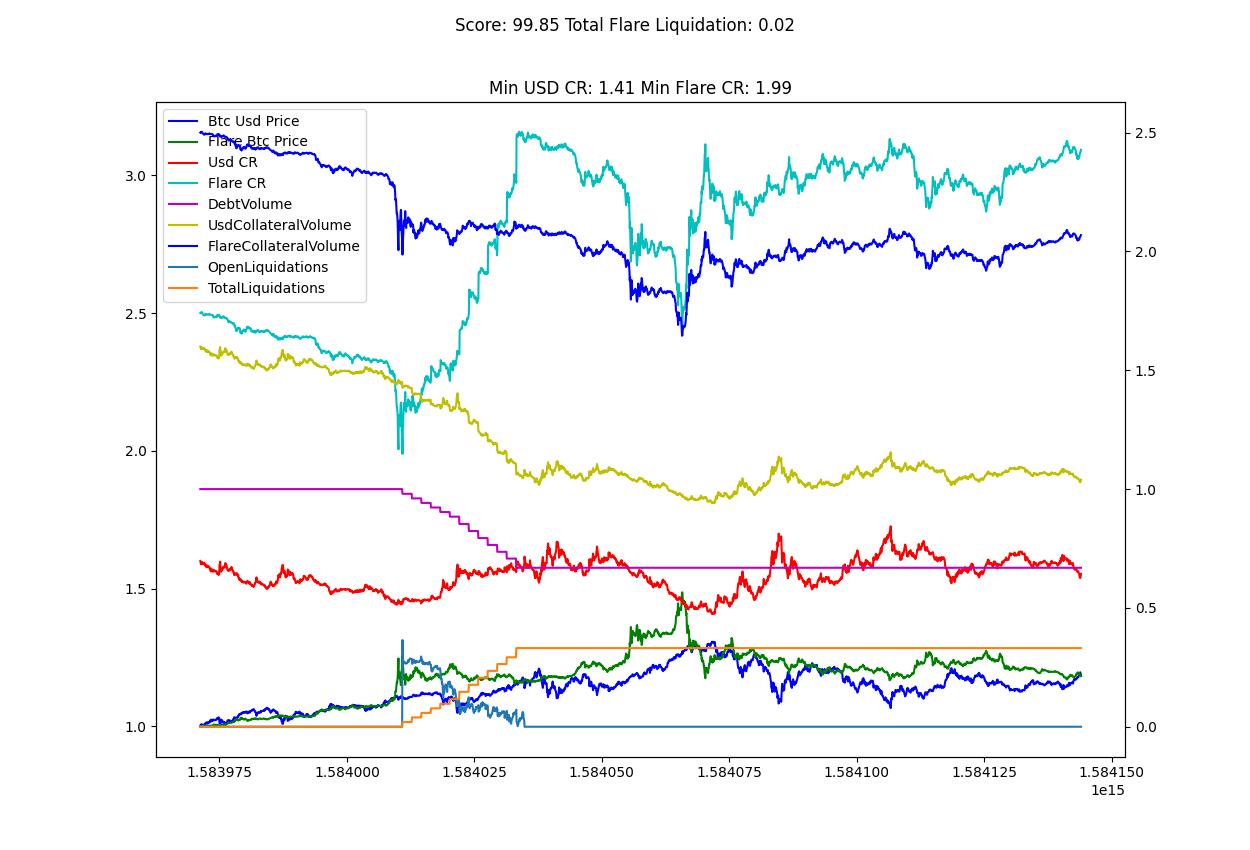 Score: 99.85 Total Flare Liquidation: 0.02
Min USD CR: 1.41 Min Flare CR: 1.99
Btc Usd Price
Flare Btc Price
Usd CR
Flare CR
DebtVolume
UsdCollateralVolume
FlareCollateralVolume
OpenLiquidations
TotalLiquidations
3.0
2.5
2.0
1.5
1.0
2.5
2.0
1.5
1.0
0.5
0.0
1.583975 1.584000 1.584025 1.584050 1.584075 1.584100 1.584125 1.584150
1e15